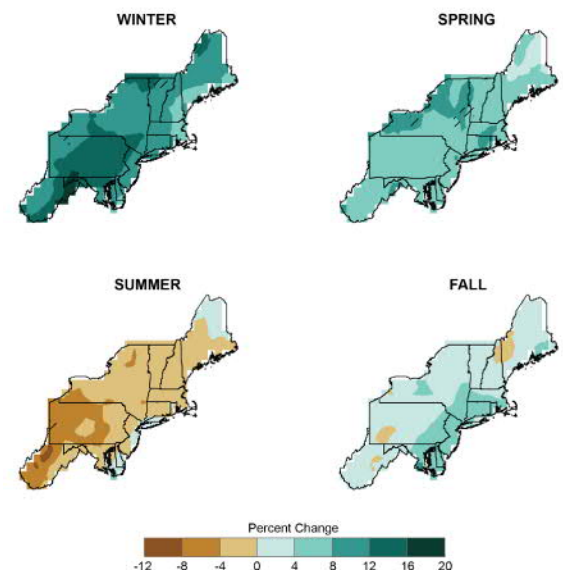 WINTER
SPRING
SUMMER
FALL
Percent Change
-12 -8 -4 0 4 8 12 16 20